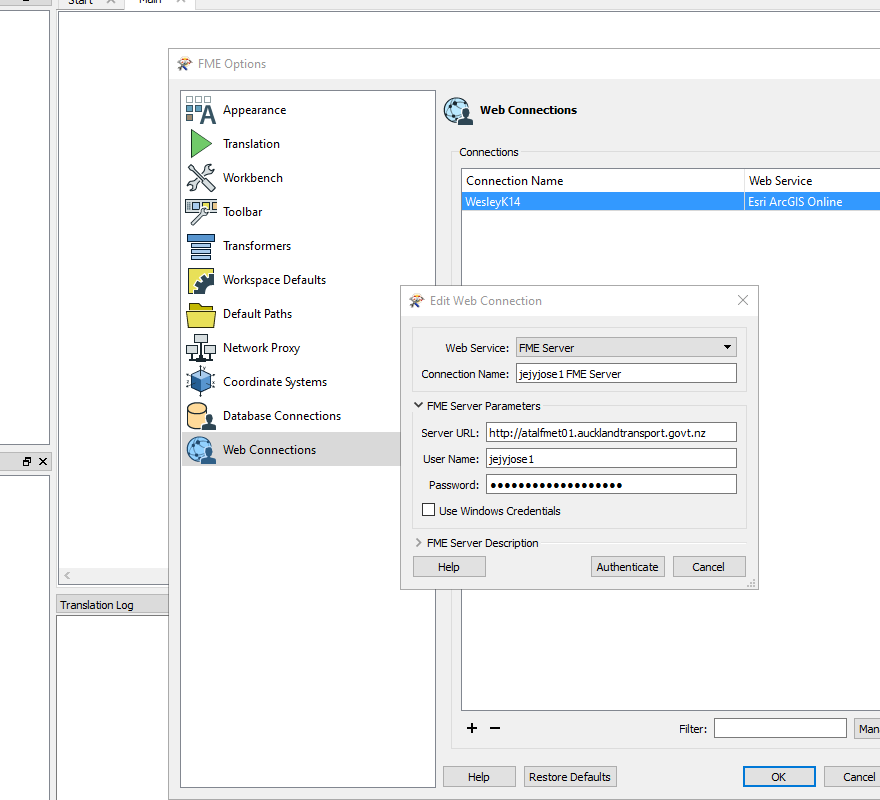 Start
Main
FME Options
Appearance
Translation
Workbench
Toolbar
Transformers
Workspace Defaults
Default Paths
Network Proxy
Coordinate Systems
Database Connections
Web Connections
Web Connections
Connections
Connection Name Web Service
WesleyK14 Esri ArcGIS Online
Edit Web Connection
Web Service: FME Server
Connection Name: jejyjose1 FME Server
FME Server Parameters
Server URL: http://atalfmet01.aucklandtransport.govt.nz
User Name: jejyjose1
Password: ●●●●●●●●●●●●●●●●●●●
Use Windows Credentials
FME Server Description
Help Authenticate Cancel
Translation Log
Filter: Man
Help Restore Defaults OK Cancel